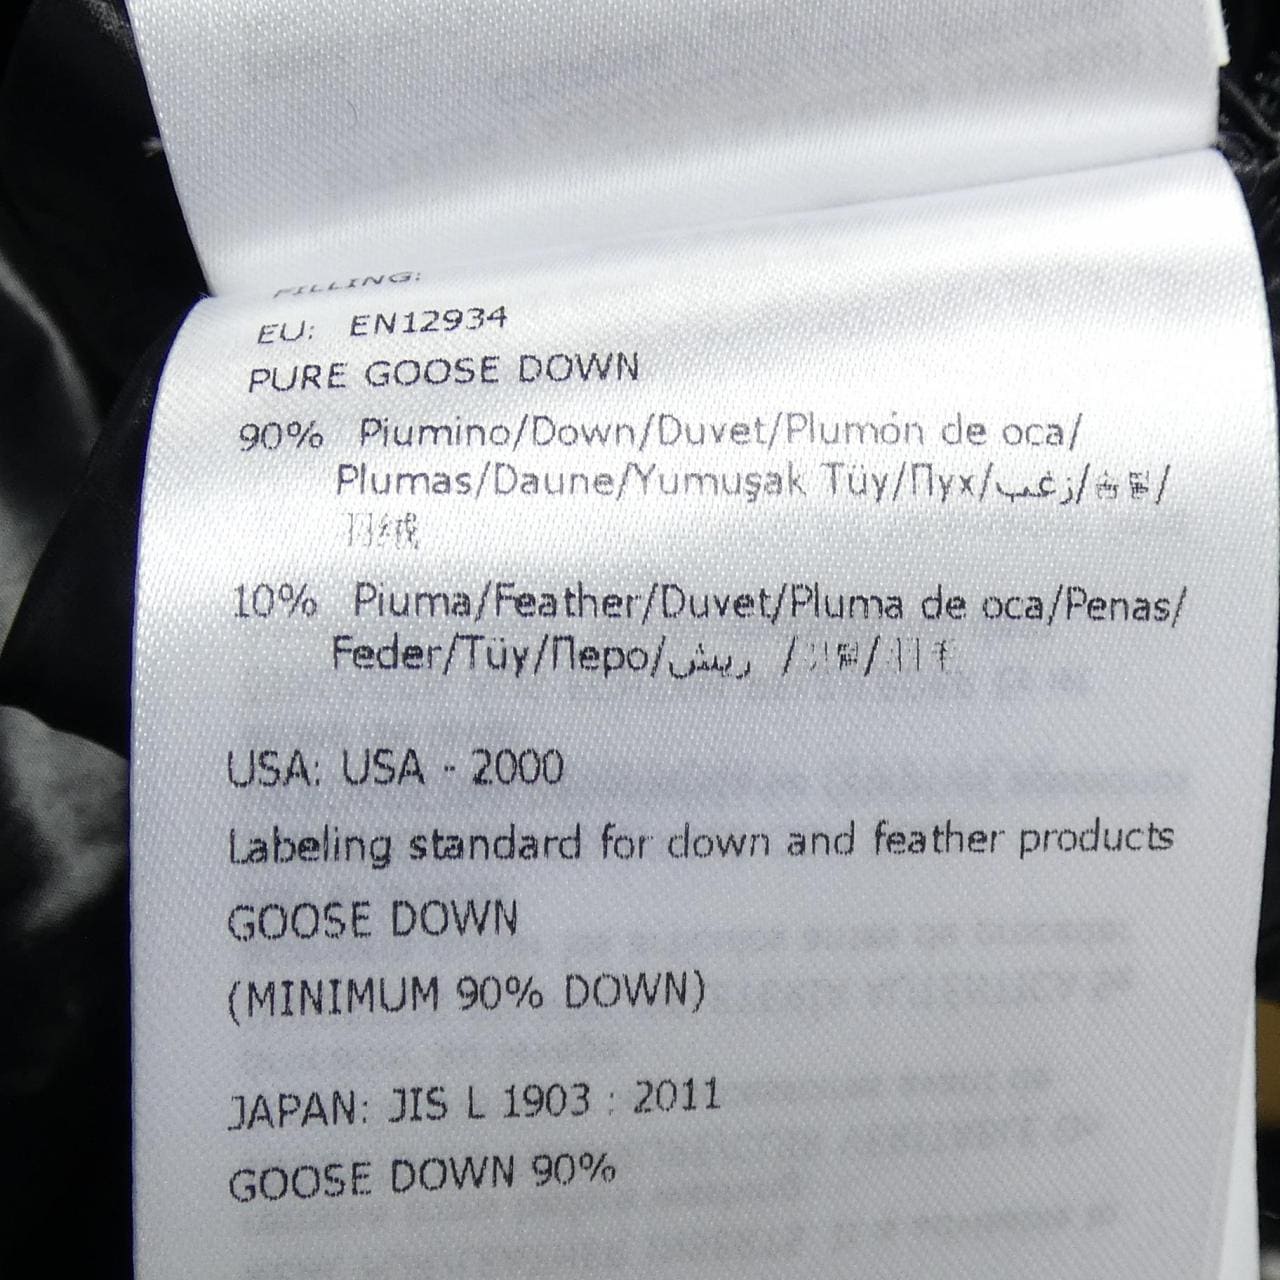 FILLING:
EU: EN12934
PURE GOOSE DOWN
90% Piumino/Down/Duvet/Plumón de oca/
Plumas/Daune/Yumuşak Tüy/Пух/زغب/
羽绒
10% Piuma/Feather/Duvet/Pluma de oca/Penas/
Feder/Tüy/Перо/ريش /
USA: USA - 2000
Labeling standard for down and feather products
GOOSE DOWN
(MINIMUM 90% DOWN)
JAPAN: JIS L 1903 : 2011
GOOSE DOWN 90%